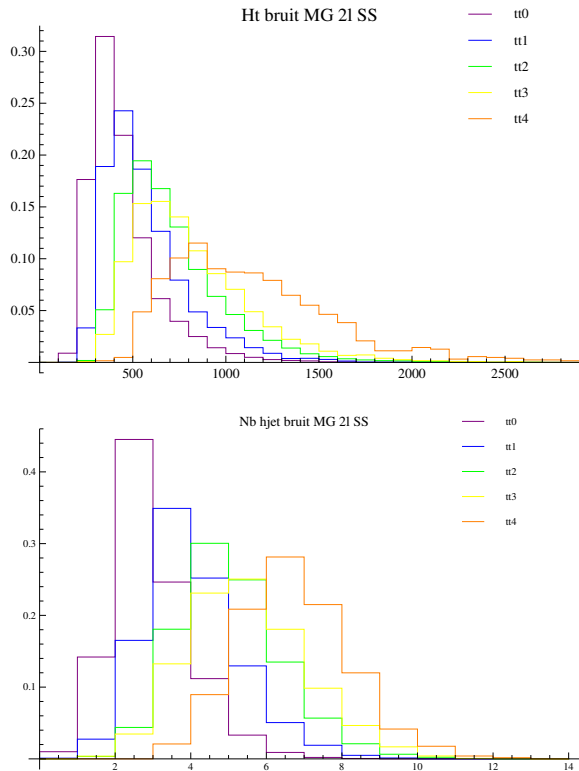 Ht bruit MG 2l SS
tt0
tt1
tt2
tt3
tt4
0.30
0.25
0.20
0.15
0.10
0.05
500 1000 1500 2000 2500
Nb hjet bruit MG 2l SS
tt0
tt1
tt2
tt3
tt4
0.4
0.3
0.2
0.1
2 4 6 8 10 12 14